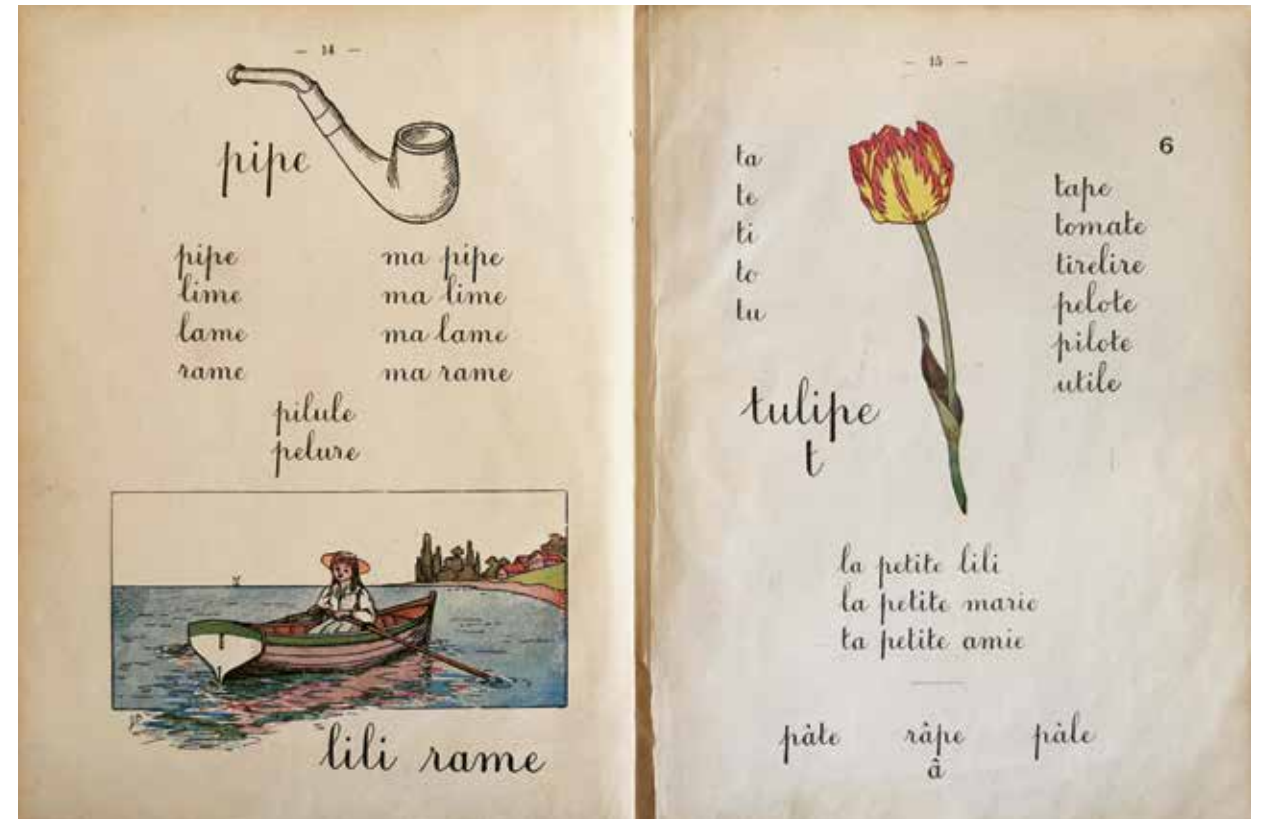 — 14 —
pipe
pipe ma pipe
lime ma lime
lame ma lame
rame ma rame
pilule
pelure
lili rame
— 15 —
6
ta
te
ti
to
tu
tape
tomate
tirelire
pelote
pilote
utile
tulipe
t
la petite lili
la petite marie
ta petite amie
pâte râpe pâle
â